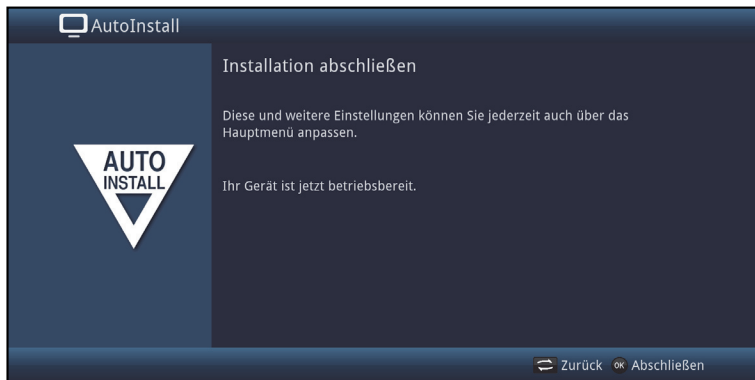 AutoInstall
Installation abschließen
Diese und weitere Einstellungen können Sie jederzeit auch über das
Hauptmenü anpassen.
AUTO
INSTALL
Ihr Gerät ist jetzt betriebsbereit.
Zurück OK Abschließen